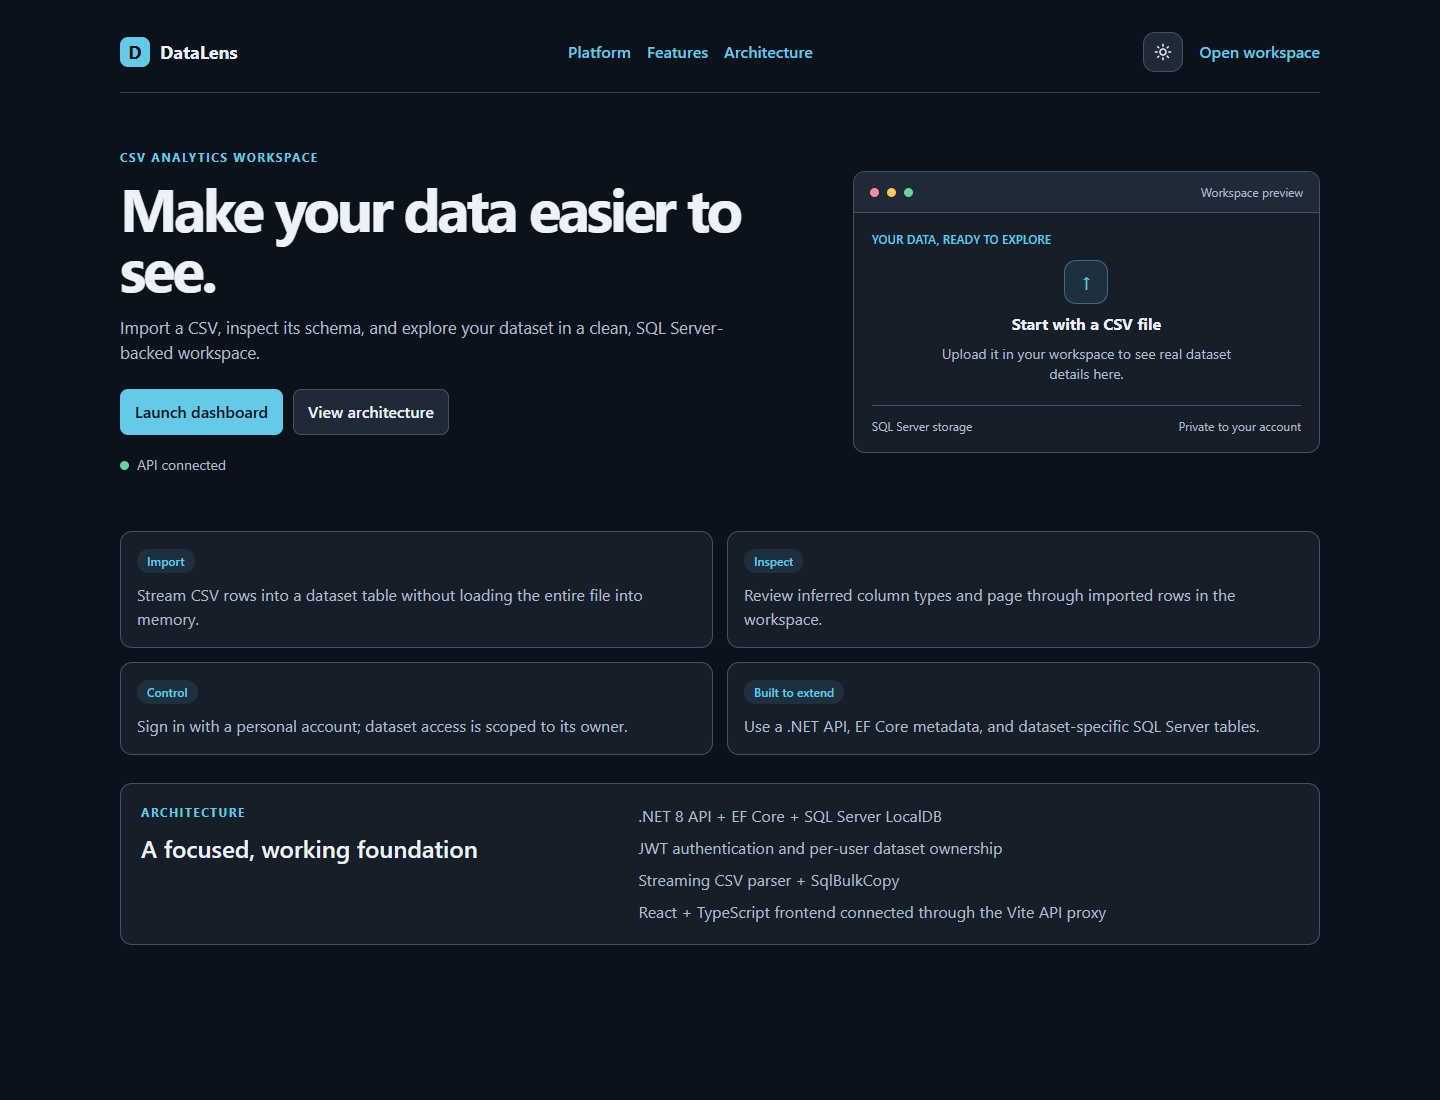 D DataLens
Platform Features Architecture
Open workspace
CSV ANALYTICS WORKSPACE
Make your data easier to
see.
Import a CSV, inspect its schema, and explore your dataset in a clean, SQL Server-
backed workspace.
Launch dashboard
View architecture
API connected
Workspace preview
YOUR DATA, READY TO EXPLORE
↑
Start with a CSV file
Upload it in your workspace to see real dataset
details here.
SQL Server storage
Private to your account
Import
Stream CSV rows into a dataset table without loading the entire file into
memory.
Inspect
Review inferred column types and page through imported rows in the
workspace.
Control
Sign in with a personal account; dataset access is scoped to its owner.
Built to extend
Use a .NET API, EF Core metadata, and dataset-specific SQL Server tables.
ARCHITECTURE
A focused, working foundation
.NET 8 API + EF Core + SQL Server LocalDB
JWT authentication and per-user dataset ownership
Streaming CSV parser + SqlBulkCopy
React + TypeScript frontend connected through the Vite API proxy